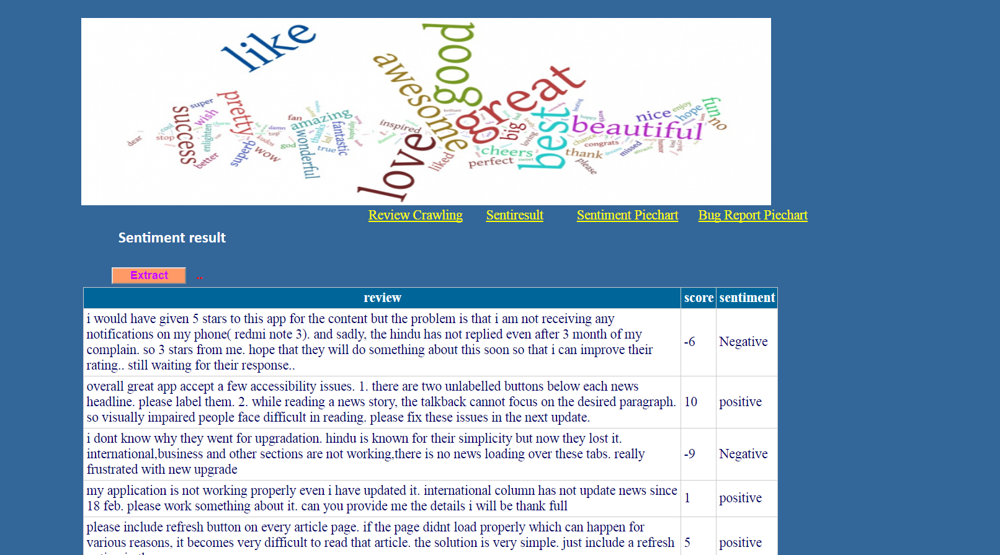 like
good
awesome
great
pretty
super
success
wish
cool
charm
dear
stop
enlighten
better
superb
wow
kudos
damn
top
god
fan
amazing
thanks
lol
true
wonderful
fantastic
hopefully
inspired
love
liked
big
bad
loving
cheers
perfect
sweet
best
beating
happy
worth
beautiful
chance
congrats
thank
please
dreams
missed
attracts
humor
nice
enjoy
hope
fun
no
Review Crawling Sentiresult Sentiment Piechart Bug Report Piechart
Sentiment result
Extract ..
review score sentiment
i would have given 5 stars to this app for the content but the problem is that i am not receiving any
notifications on my phone( redmi note 3). and sadly, the hindu has not replied even after 3 month of my
complain. so 3 stars from me. hope that they will do something about this soon so that i can improve their
rating.. still waiting for their response..
-6 Negative
overall great app accept a few accessibility issues. 1. there are two unlabelled buttons below each news
headline. please label them. 2. while reading a news story, the talkback cannot focus on the desired paragraph.
so visually impaired people face difficult in reading. please fix these issues in the next update.
10 positive
i dont know why they went for upgradation. hindu is known for their simplicity but now they lost it.
international,business and other sections are not working,there is no news loading over these tabs. really
frustrated with new upgrade
-9 Negative
my application is not working properly even i have updated it. international column has not update news since
18 feb. please work something about it. can you provide me the details i will be thank full
1 positive
please include refresh button on every article page. if the page didnt load properly which can happen for
various reasons, it becomes very difficult to read that article. the solution is very simple. just include a refresh
5 positive